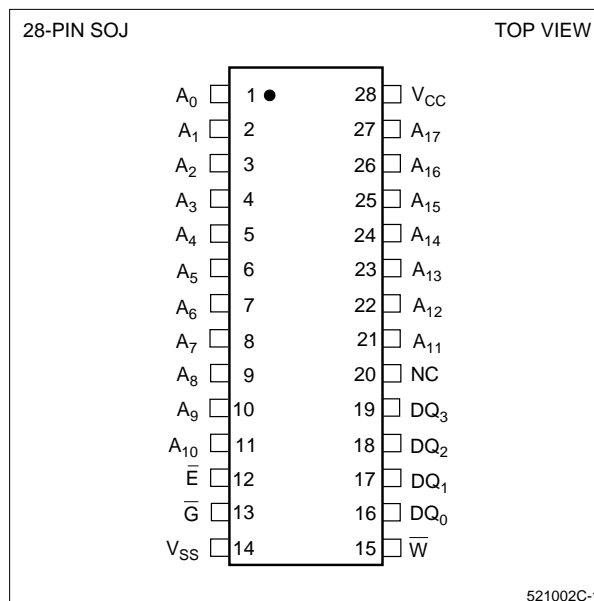 28-PIN SOJ TOP VIEW
A0 1 28 VCC
A1 2 27 A17
A2 3 26 A16
A3 4 25 A15
A4 5 24 A14
A5 6 23 A13
A6 7 22 A12
A7 8 21 A11
A8 9 20 NC
A9 10 19 DQ3
A10 11 18 DQ2
E̅ 12 17 DQ1
G̅ 13 16 DQ0
VSS 14 15 W̅
521002C-1